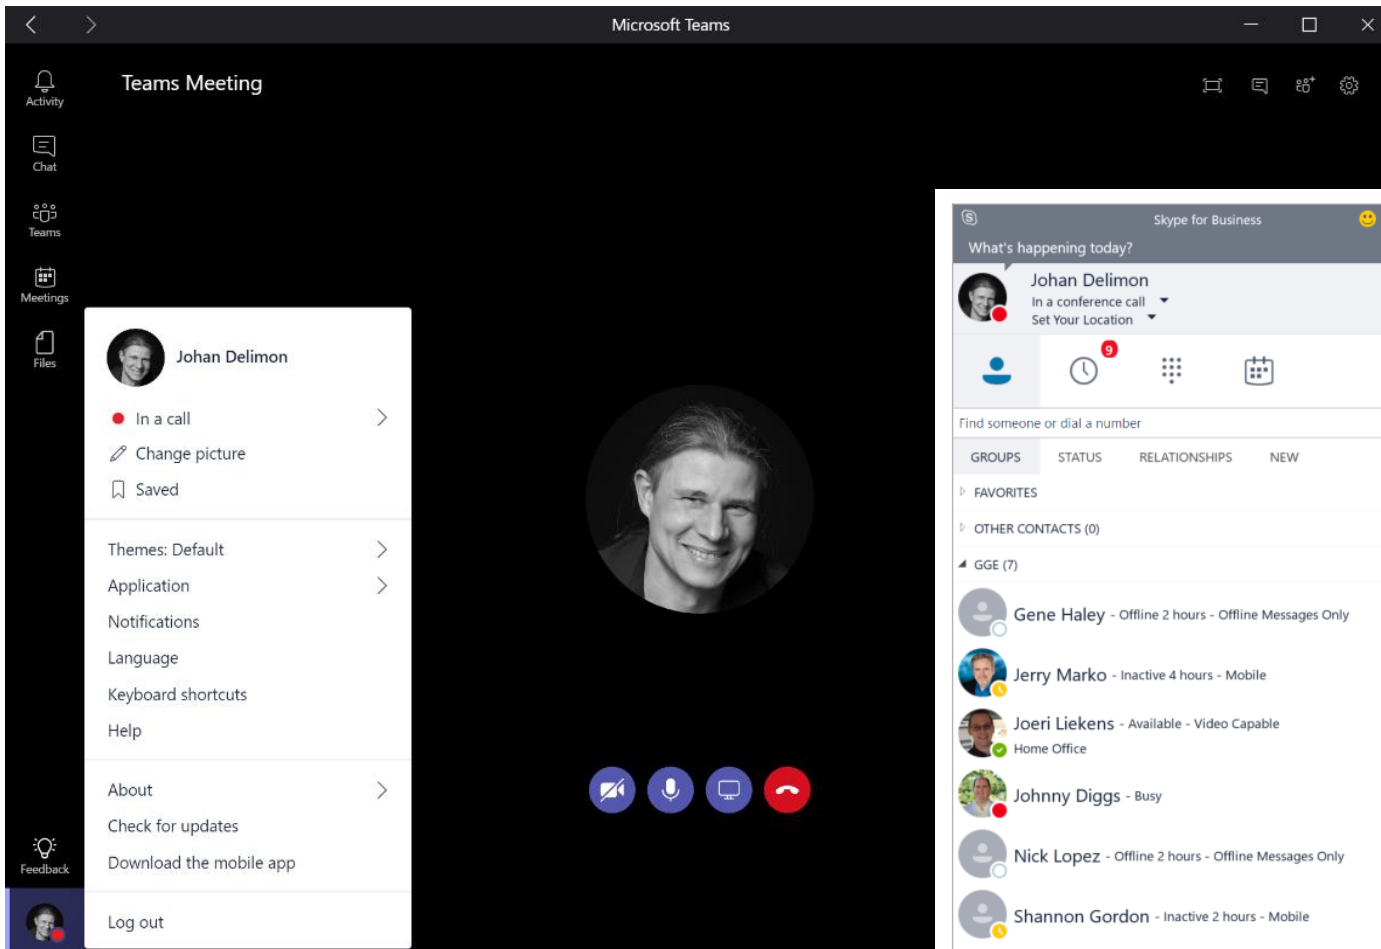 Microsoft Teams
Teams Meeting
Activity
Chat
Teams
Meetings
Files
Johan Delimon
In a call
Change picture
Saved
Themes: Default
Application
Notifications
Language
Keyboard shortcuts
Help
About
Check for updates
Download the mobile app
Log out
Feedback
Skype for Business
What's happening today?
Johan Delimon
In a conference call
Set Your Location
9
Find someone or dial a number
GROUPS STATUS RELATIONSHIPS NEW
FAVORITES
OTHER CONTACTS (0)
GGE (7)
Gene Haley - Offline 2 hours - Offline Messages Only
Jerry Marko - Inactive 4 hours - Mobile
Joeri Liekens - Available - Video Capable
Home Office
Johnny Diggs - Busy
Nick Lopez - Offline 2 hours - Offline Messages Only
Shannon Gordon - Inactive 2 hours - Mobile